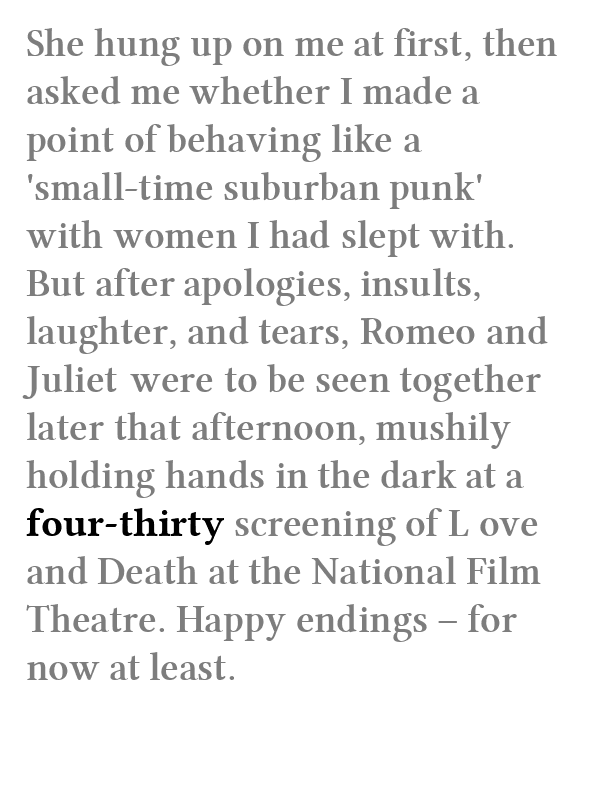 She hung up on me at first, then
asked me whether I made a
point of behaving like a
'small-time suburban punk'
with women I had slept with.
But after apologies, insults,
laughter, and tears, Romeo and
Juliet were to be seen together
later that afternoon, mushily
holding hands in the dark at a
four-thirty screening of L ove
and Death at the National Film
Theatre. Happy endings – for
now at least.